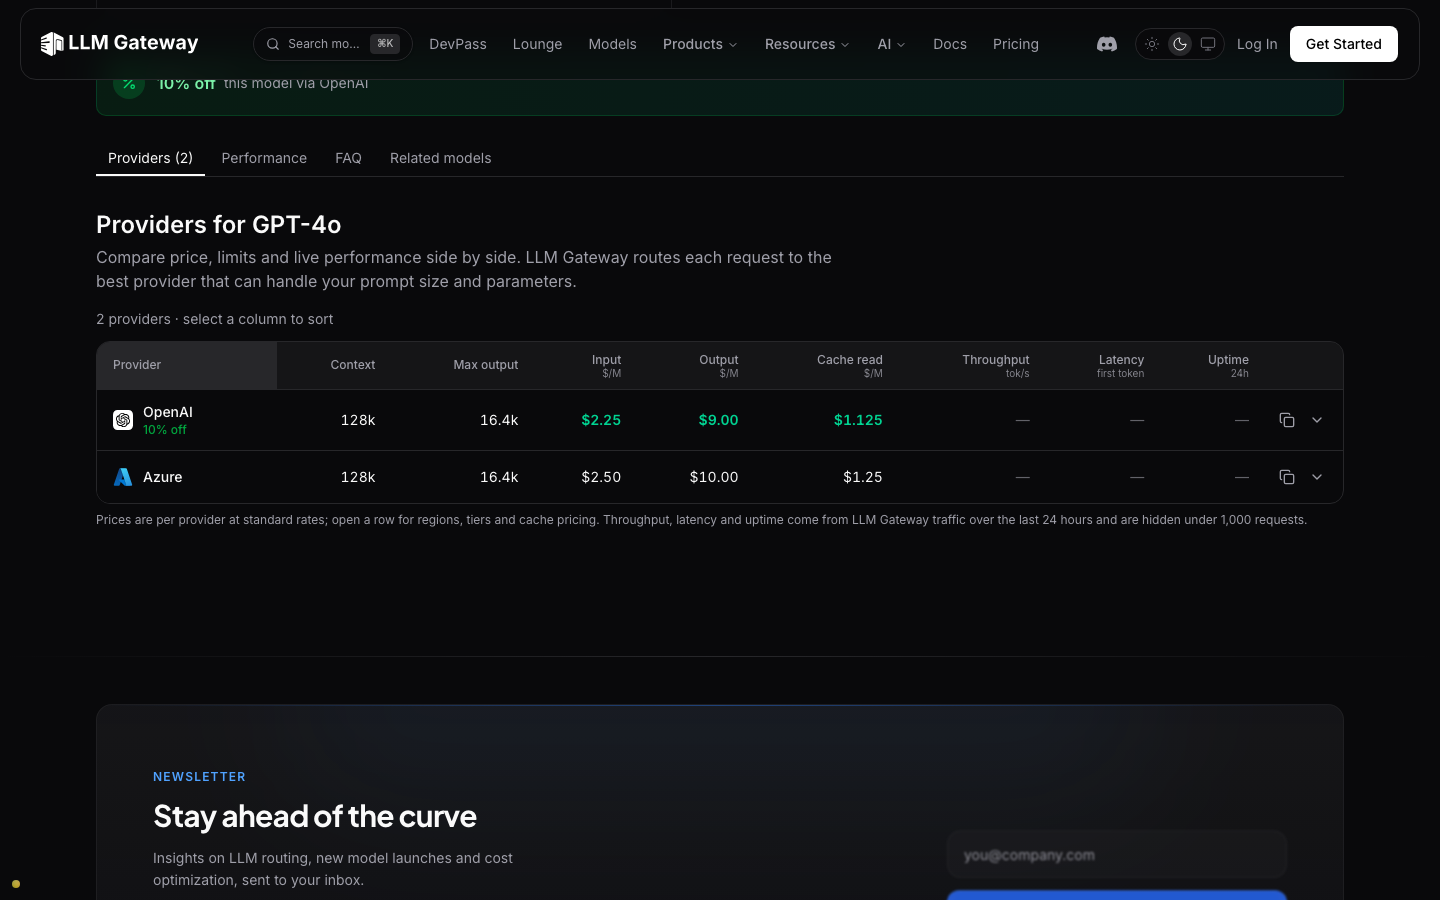 LLM Gateway
Search mo... ⌘K
DevPass
Lounge
Models
Products
Resources
AI
Docs
Pricing
Log In
Get Started
10% off this model via OpenAI
Providers (2)
Performance
FAQ
Related models
Providers for GPT-4o
Compare price, limits and live performance side by side. LLM Gateway routes each request to the
best provider that can handle your prompt size and parameters.
2 providers · select a column to sort
Provider Context Max output Input $/M Output $/M Cache read $/M Throughput tok/s Latency first token Uptime 24h
OpenAI 128k 16.4k $2.25 $9.00 $1.125 — — —
10% off
Azure 128k 16.4k $2.50 $10.00 $1.25 — — —
Prices are per provider at standard rates; open a row for regions, tiers and cache pricing. Throughput, latency and uptime come from LLM Gateway traffic over the last 24 hours and are hidden under 1,000 requests.
NEWSLETTER
Stay ahead of the curve
Insights on LLM routing, new model launches and cost
optimization, sent to your inbox.
you@company.com